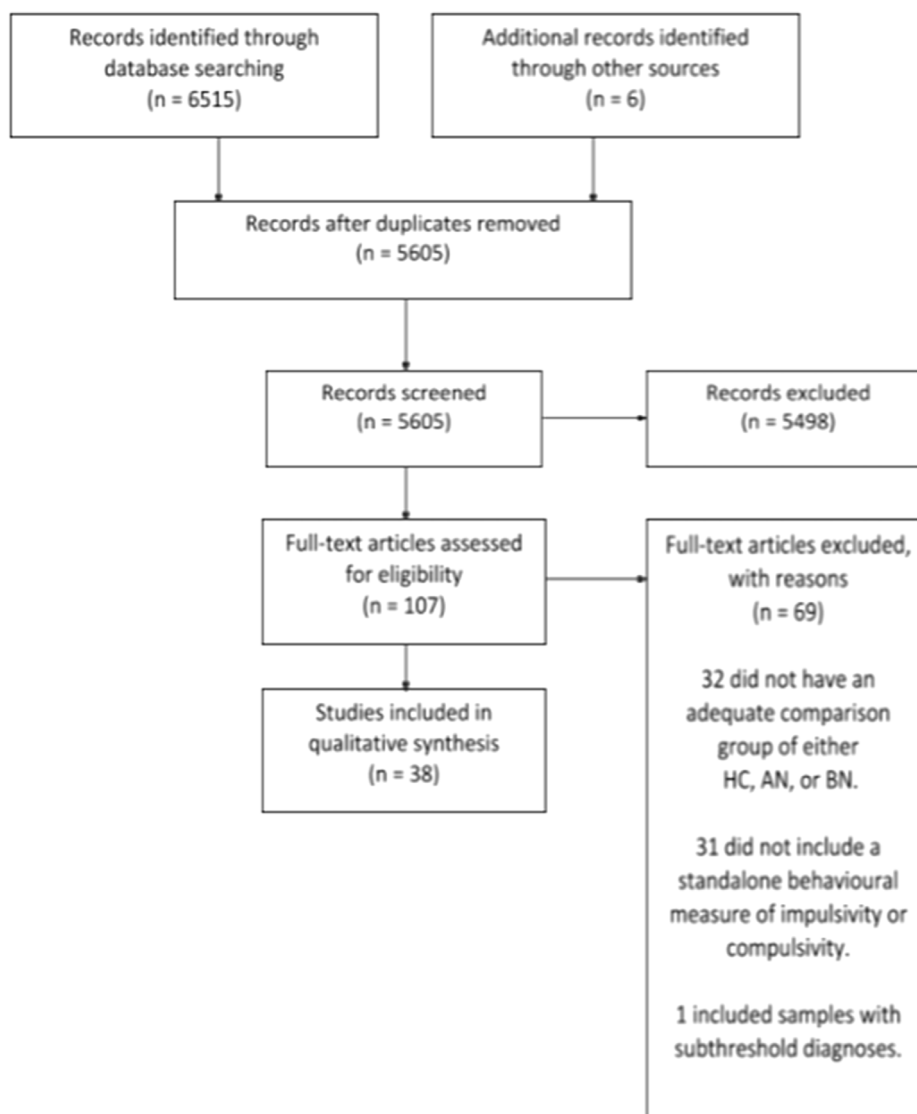 Records identified through
database searching
(n = 6515)
Additional records identified
through other sources
(n = 6)
Records after duplicates removed
(n = 5605)
Records screened
(n = 5605)
Records excluded
(n = 5498)
Full-text articles assessed
for eligibility
(n = 107)
Full-text articles excluded,
with reasons
(n = 69)
32 did not have an
adequate comparison
group of either
HC, AN, or BN.
31 did not include a
standalone behavioural
measure of impulsivity or
compulsivity.
1 included samples with
subthreshold diagnoses.
Studies included in
qualitative synthesis
(n = 38)